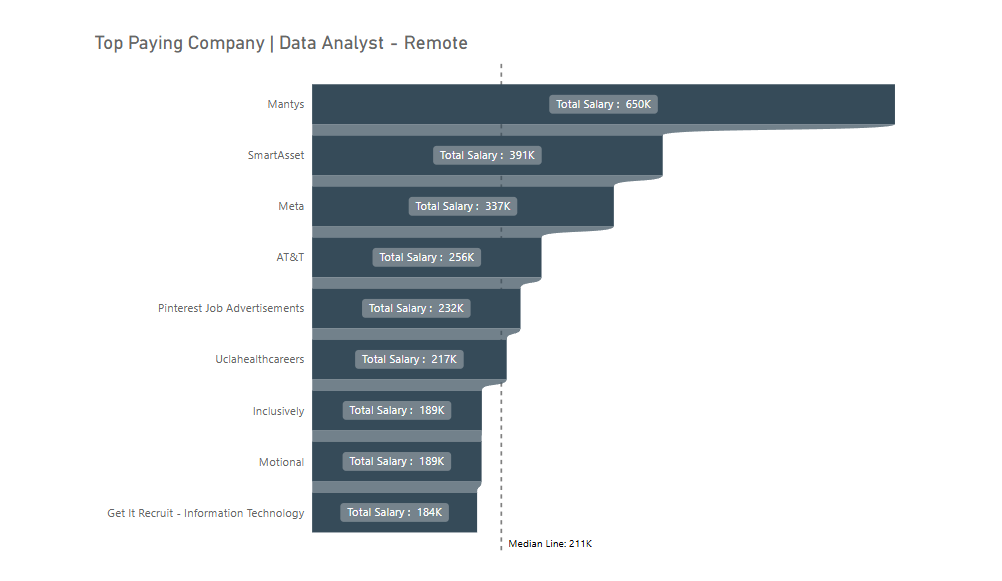 Top Paying Company | Data Analyst - Remote
Mantys
Total Salary : 650K
SmartAsset
Total Salary : 391K
Meta
Total Salary : 337K
AT&T
Total Salary : 256K
Pinterest Job Advertisements
Total Salary : 232K
Uclahealthcareers
Total Salary : 217K
Inclusively
Total Salary : 189K
Motional
Total Salary : 189K
Get It Recruit - Information Technology
Total Salary : 184K
Median Line: 211K